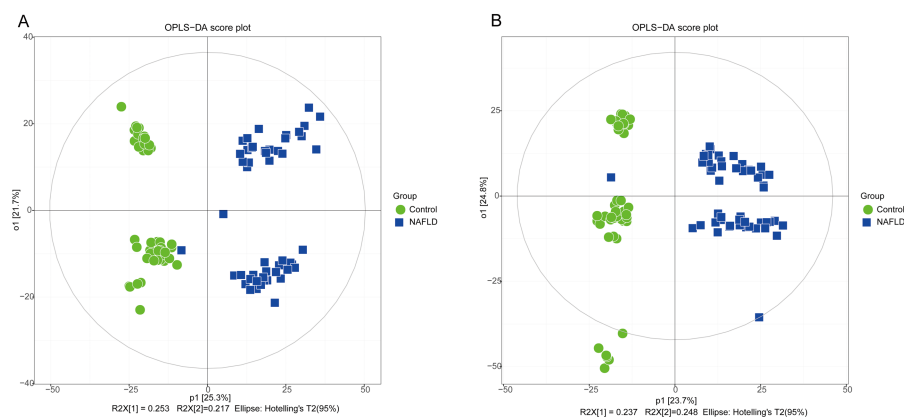 A
OPLS−DA score plot
40
20
0
−20
−40
o1 [21.7%]
−50
−25
0
25
50
p1 [25.3%]
R2X[1] = 0.253 R2X[2]=0.217 Ellipse: Hotelling's T2(95%)
Group
Control
NAFLD
B
OPLS−DA score plot
25
0
−25
−50
o1 [24.8%]
−50
−25
0
25
50
p1 [23.7%]
R2X[1] = 0.237 R2X[2]=0.248 Ellipse: Hotelling's T2(95%)
Group
Control
NAFLD